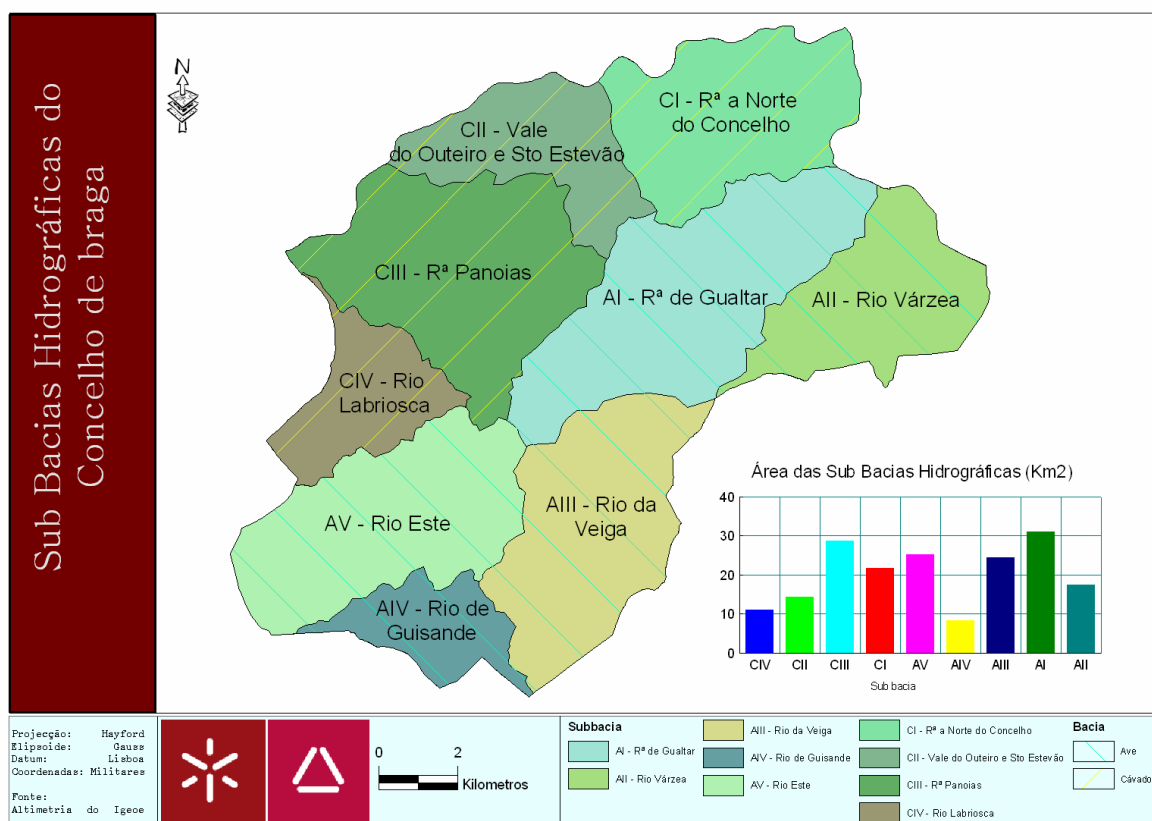 Sub Bacias Hidrográficas do
Concelho de braga
N
CI - Rª a Norte
do Concelho
CII - Vale
do Outeiro e Sto Estevão
CIII - Rª Panoias
AI - Rª de Gualtar
AII - Rio Várzea
CIV - Rio
Labriosca
AV - Rio Este
AIII - Rio da
Veiga
AIV - Rio de
Guisande
Área das Sub Bacias Hidrográficas (Km2)
40
30
20
10
0
CIV CII CIII CI AV AIV AIII AI AII
Sub bacia
Projecção: Hayford
Elipsoide: Gauss
Datum: Lisboa
Coordenadas: Militares
Fonte:
Altimetria do Igeoe
0 2
Kilometros
Subbacia
AI - Rª de Gualtar
AII - Rio Várzea
AIII - Rio da Veiga
AIV - Rio de Guisande
AV - Rio Este
CI - Rª a Norte do Concelho
CII - Vale do Outeiro e Sto Estevão
CIII - Rª Panoias
CIV - Rio Labriosca
Bacia
Ave
Cávado